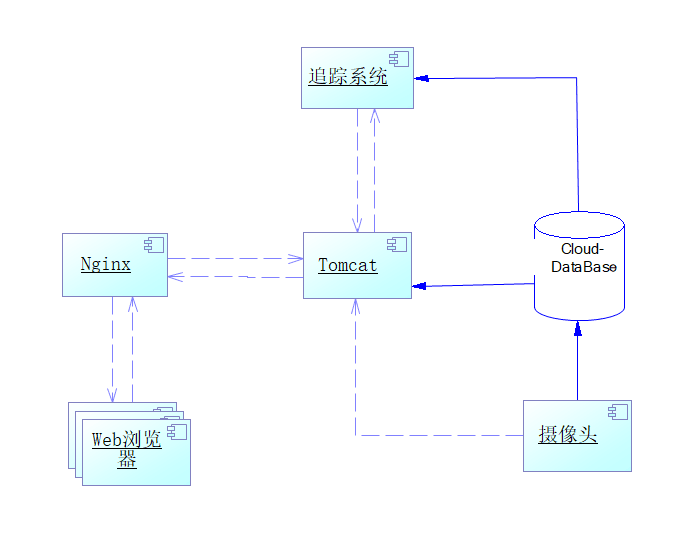 追踪系统
Cloud-
DataBase
Nginx
Tomcat
Web浏览
器
摄像头